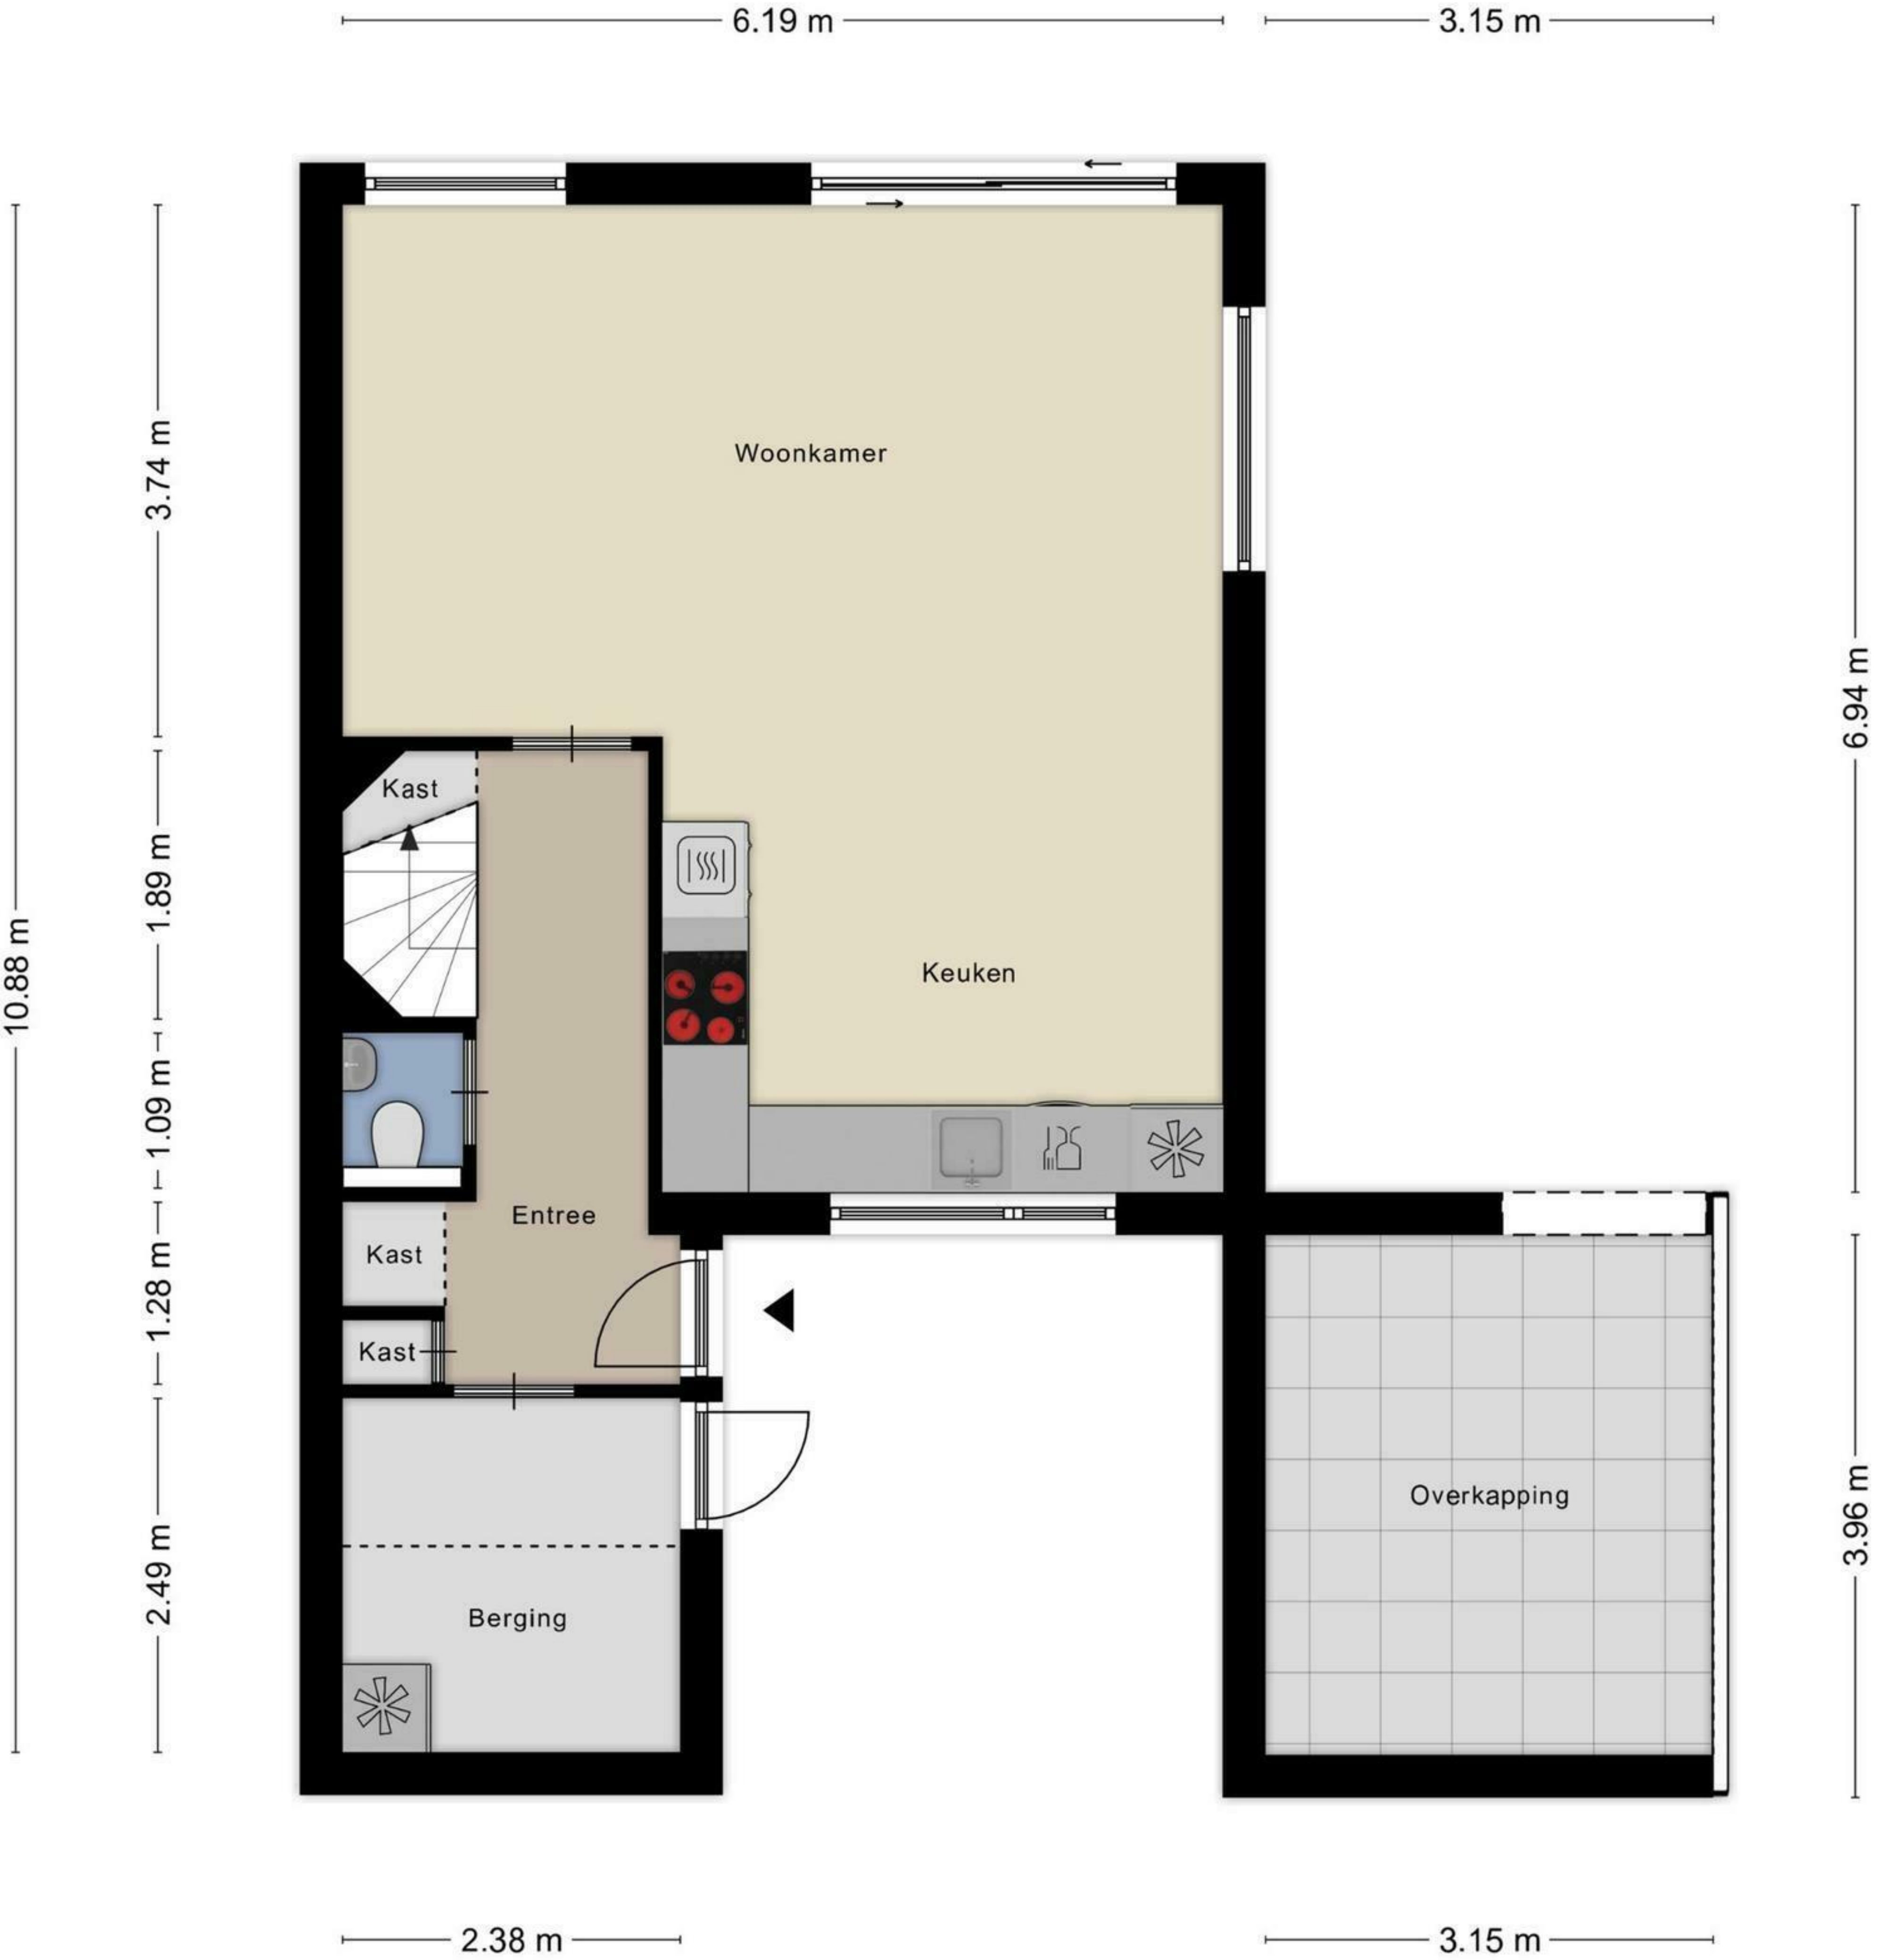 6.19 m
3.15 m
3.74 m
Woonkamer
6.94 m
Kast
1.89 m
10.88 m
Keuken
1.09 m
Entree
Kast
1.28 m
Kast
Overkapping
3.96 m
2.49 m
Berging
2.38 m
3.15 m